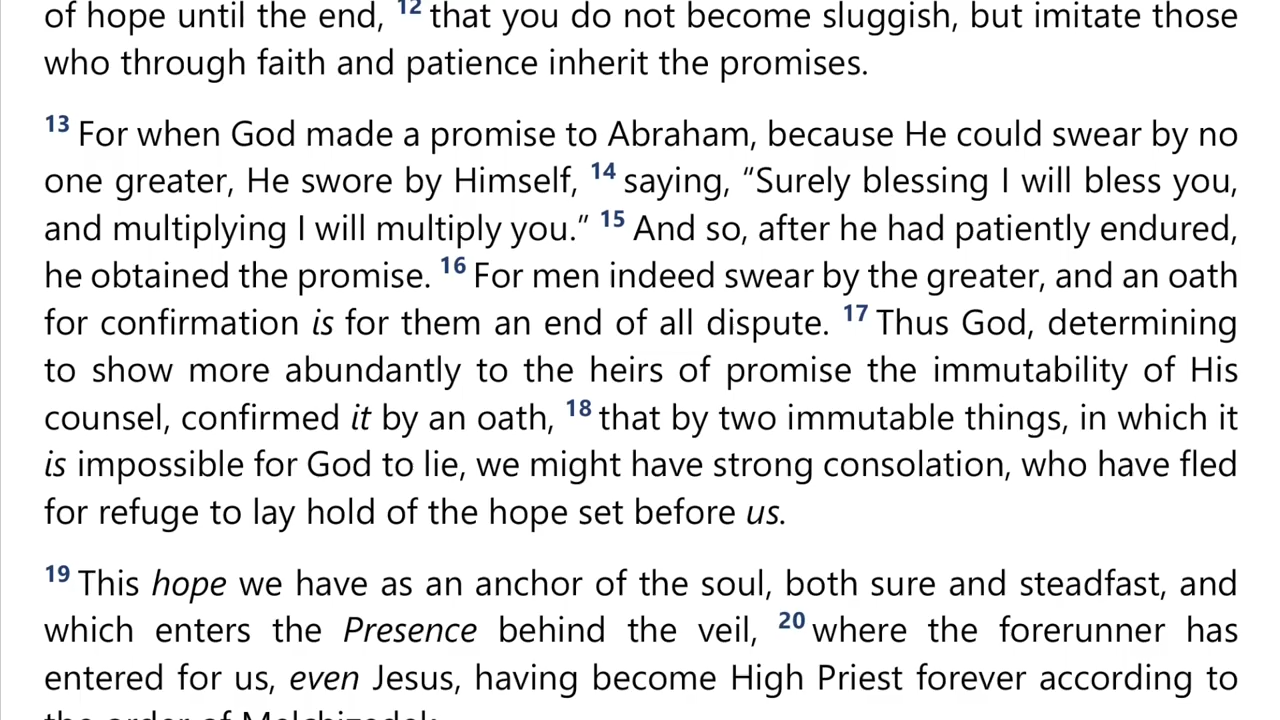 of hope until the end, 12 that you do not become sluggish, but imitate those
who through faith and patience inherit the promises.
13 For when God made a promise to Abraham, because He could swear by no
one greater, He swore by Himself, 14 saying, “Surely blessing I will bless you,
and multiplying I will multiply you.” 15 And so, after he had patiently endured,
he obtained the promise. 16 For men indeed swear by the greater, and an oath
for confirmation is for them an end of all dispute. 17 Thus God, determining
to show more abundantly to the heirs of promise the immutability of His
counsel, confirmed it by an oath, 18 that by two immutable things, in which it
is impossible for God to lie, we might have strong consolation, who have fled
for refuge to lay hold of the hope set before us.
19 This hope we have as an anchor of the soul, both sure and steadfast, and
which enters the Presence behind the veil, 20 where the forerunner has
entered for us, even Jesus, having become High Priest forever according to
the order of Melchizedek.